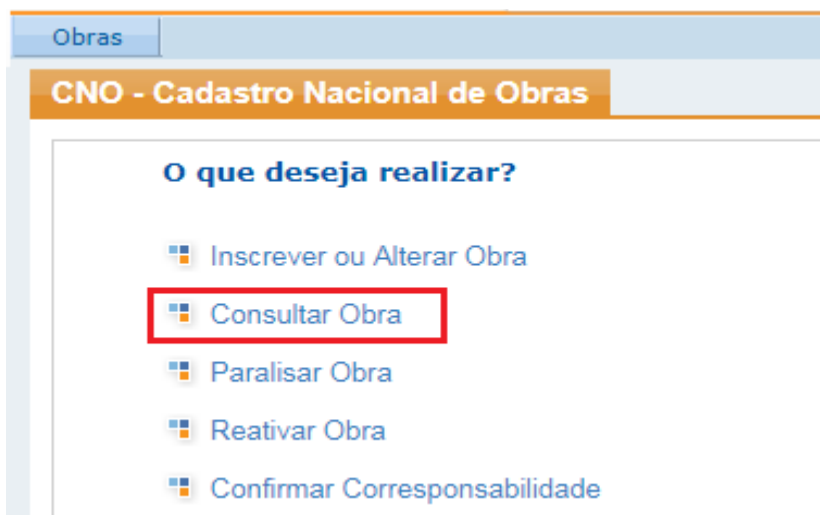 Obras
CNO - Cadastro Nacional de Obras
O que deseja realizar?
Inscrever ou Alterar Obra
Consultar Obra
Paralisar Obra
Reativar Obra
Confirmar Corresponsabilidade